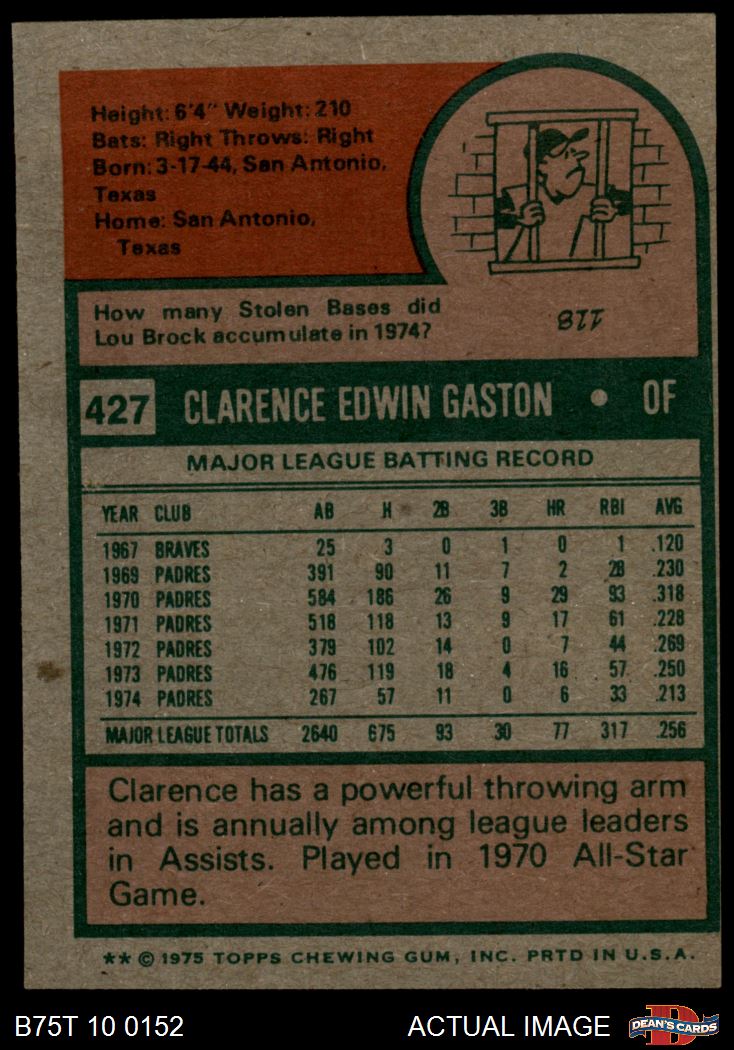 Height: 6'4" Weight: 210
Bats: Right Throws: Right
Born: 3-17-44, San Antonio,
Texas
Home: San Antonio,
Texas
How many Stolen Bases did
Lou Brock accumulate in 1974?
118
427 CLARENCE EDWIN GASTON • OF
MAJOR LEAGUE BATTING RECORD
YEAR CLUB AB H 2B 3B HR RBI AVG
1967 BRAVES 25 3 0 1 0 1 .120
1969 PADRES 391 90 11 7 2 28 .230
1970 PADRES 584 186 26 9 29 93 .318
1971 PADRES 518 118 13 9 17 61 .228
1972 PADRES 379 102 14 0 7 44 .269
1973 PADRES 476 119 18 4 16 57 .250
1974 PADRES 267 57 11 0 6 33 .213
MAJOR LEAGUE TOTALS 2640 675 93 30 77 317 .256
Clarence has a powerful throwing arm
and is annually among league leaders
in Assists. Played in 1970 All-Star
Game.
** © 1975 TOPPS CHEWING GUM, INC. PRTD IN U.S.A.
B75T 10 0152 ACTUAL IMAGE DEAN'S CARDS